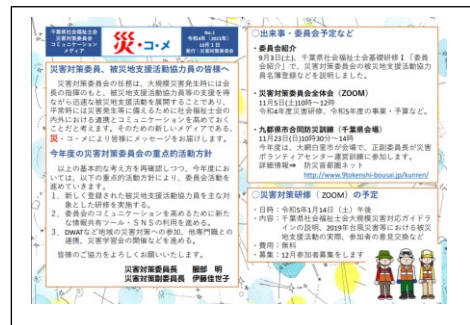 千葉県社会福祉士会
災害対策委員会
コミュニケーション
メディア
災・コ・メ
No.1
令和4年(2022年)
10月1日
発行:災害対策委員会
災害対策委員、被災地支援活動協力員の皆様へ
災害対策委員会の任務は、大規模災害発生時には会
長の指揮のもと、被災地支援活動協力員等の支援を得な
がら迅速な被災地支援活動を展開することであり、
平常時には災害発生等に備えるために社会福祉士会の
内外における連携とコミュニケーションを高めておく
ことだと考えます。そのための新しいメディアである、
災・コ・メにより皆様にメッセージをお届けします。
今年度の災害対策委員会の重点的活動方針
以上の基本的な考え方を再確認しつつ、今年度にお
いては、以下の重点的活動方針により、委員会活動を
進めていきます。
1、新しく登録された被災地支援活動協力員を主な対
象とした研修を実施する。
2、委員会のコミュニケーションを高めるために新た
な情報共有ツール・SNSの利用を進める。
3、DWATなど地域の災害対策への参加、他専門職との
連携、災害学習会の開催などを進める。
皆様のご協力をよろしくお願いいたします。
災害対策委員長 服部 明
災害対策副委員長 伊藤佳世子
〇出来事・委員会予定など
・委員会紹介
9月3日(土)、千葉県社会福祉士会基礎研修Ⅰ「委員
会紹介」で、災害対策委員会の被災地支援活動協力
員名簿登録などを説明しました。
・災害対策委員会全体会(ZOOM)
11月5日(土)10時~12時
令和4年度災害研修、令和5年度の事業・予算など。
・九都県市合同防災訓練(千葉県会場)
11月23日(日)10時30分~14時
今年度は、大網白里市が会場で、正副委員長が災害
ボランティアセンター運営訓練に参加します。
詳細情報⇒ 防災首都圏ネット
http://www.9tokenshi-bousai.jp/kunren/
〇災害対策研修(ZOOM)の予定
・日時:令和5年1月14日(土)午後
・内容:千葉県社会福祉士会大規模災害対応ガイドラ
インの説明、2019年台風災害等における被災
地支援活動の実際、参加者の意見交換など
・費用:無料
・募集:12月参加者募集をします